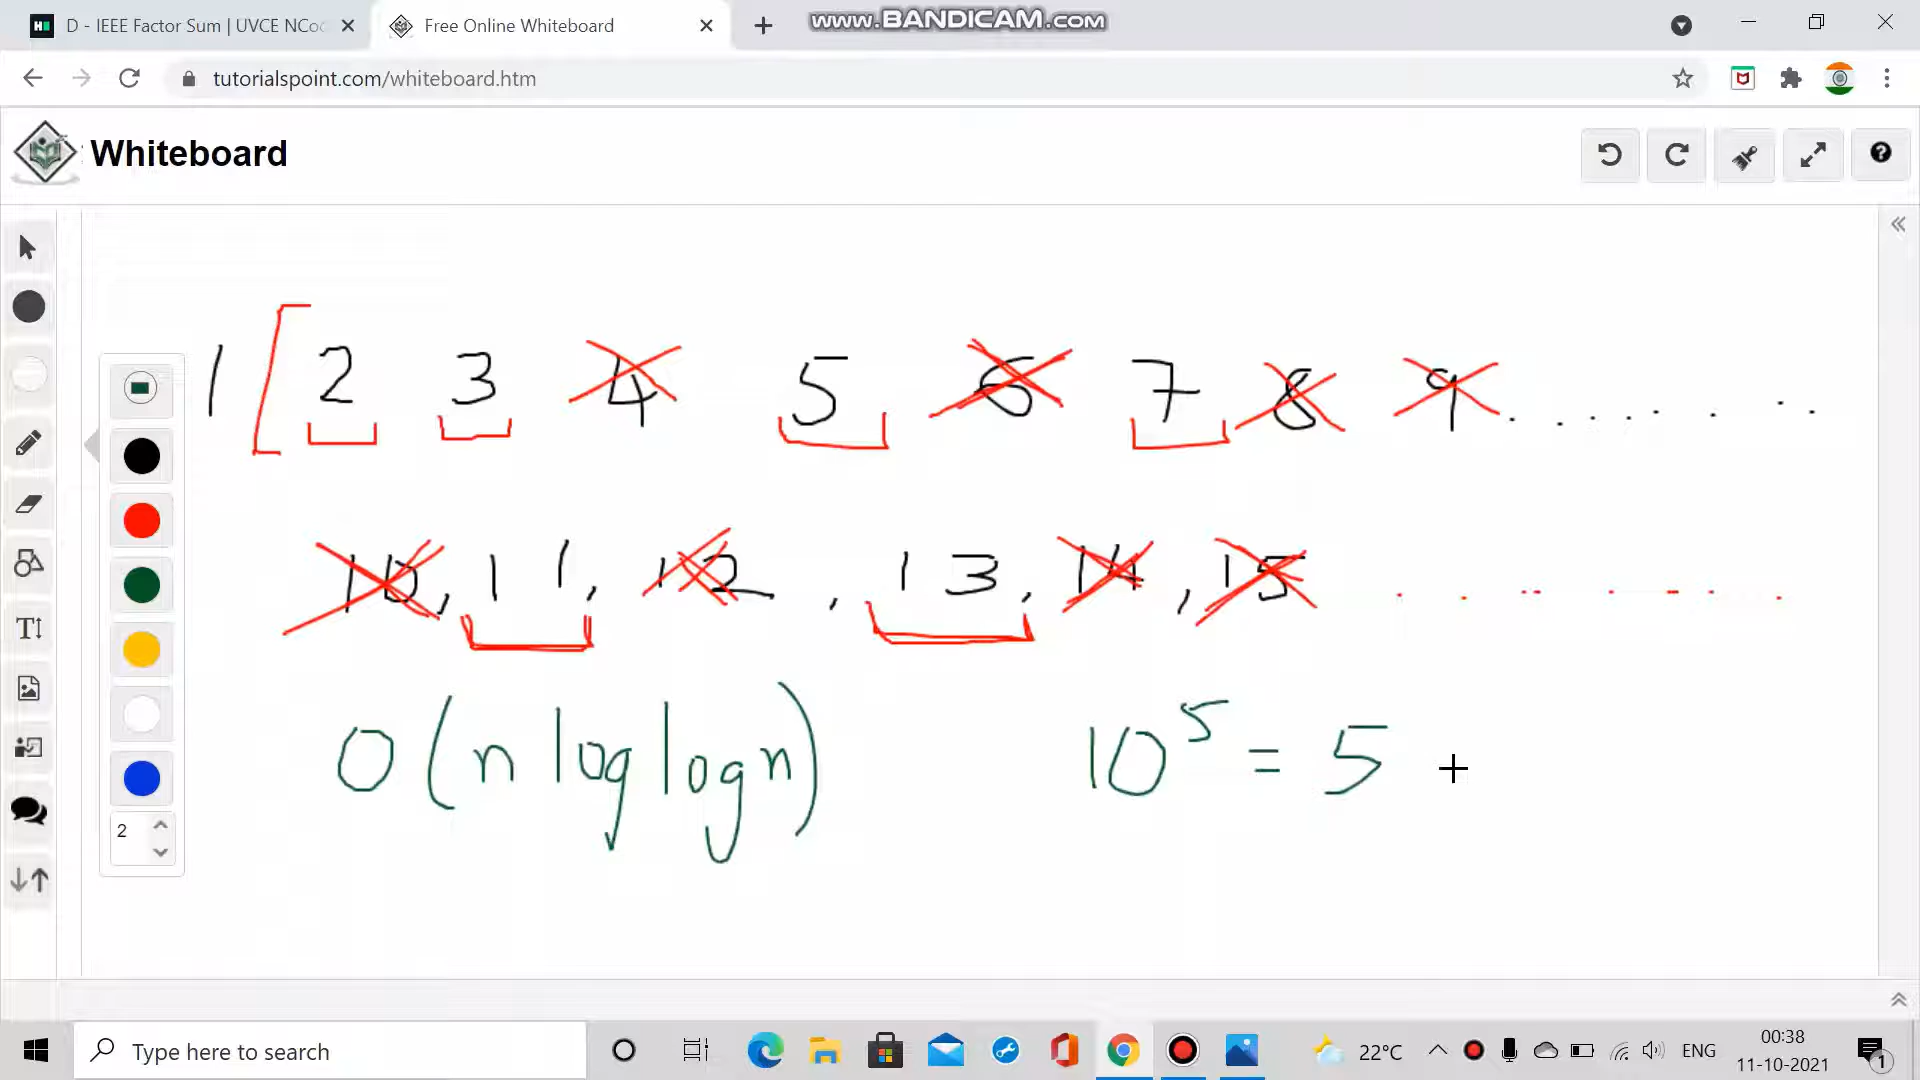 D - IEEE Factor Sum | UVCE NCo
Free Online Whiteboard
www.BANDICAM.com
tutorialspoint.com/whiteboard.htm
Whiteboard
1 [ 2 3 4 5 6 7 8 9 . . . . . . .
10, 11, 12 , 13, 14, 15 . . . . . . . .
O(n log log n) 10^5 = 5
T
2
Type here to search
22°C
ENG
00:38
11-10-2021
1